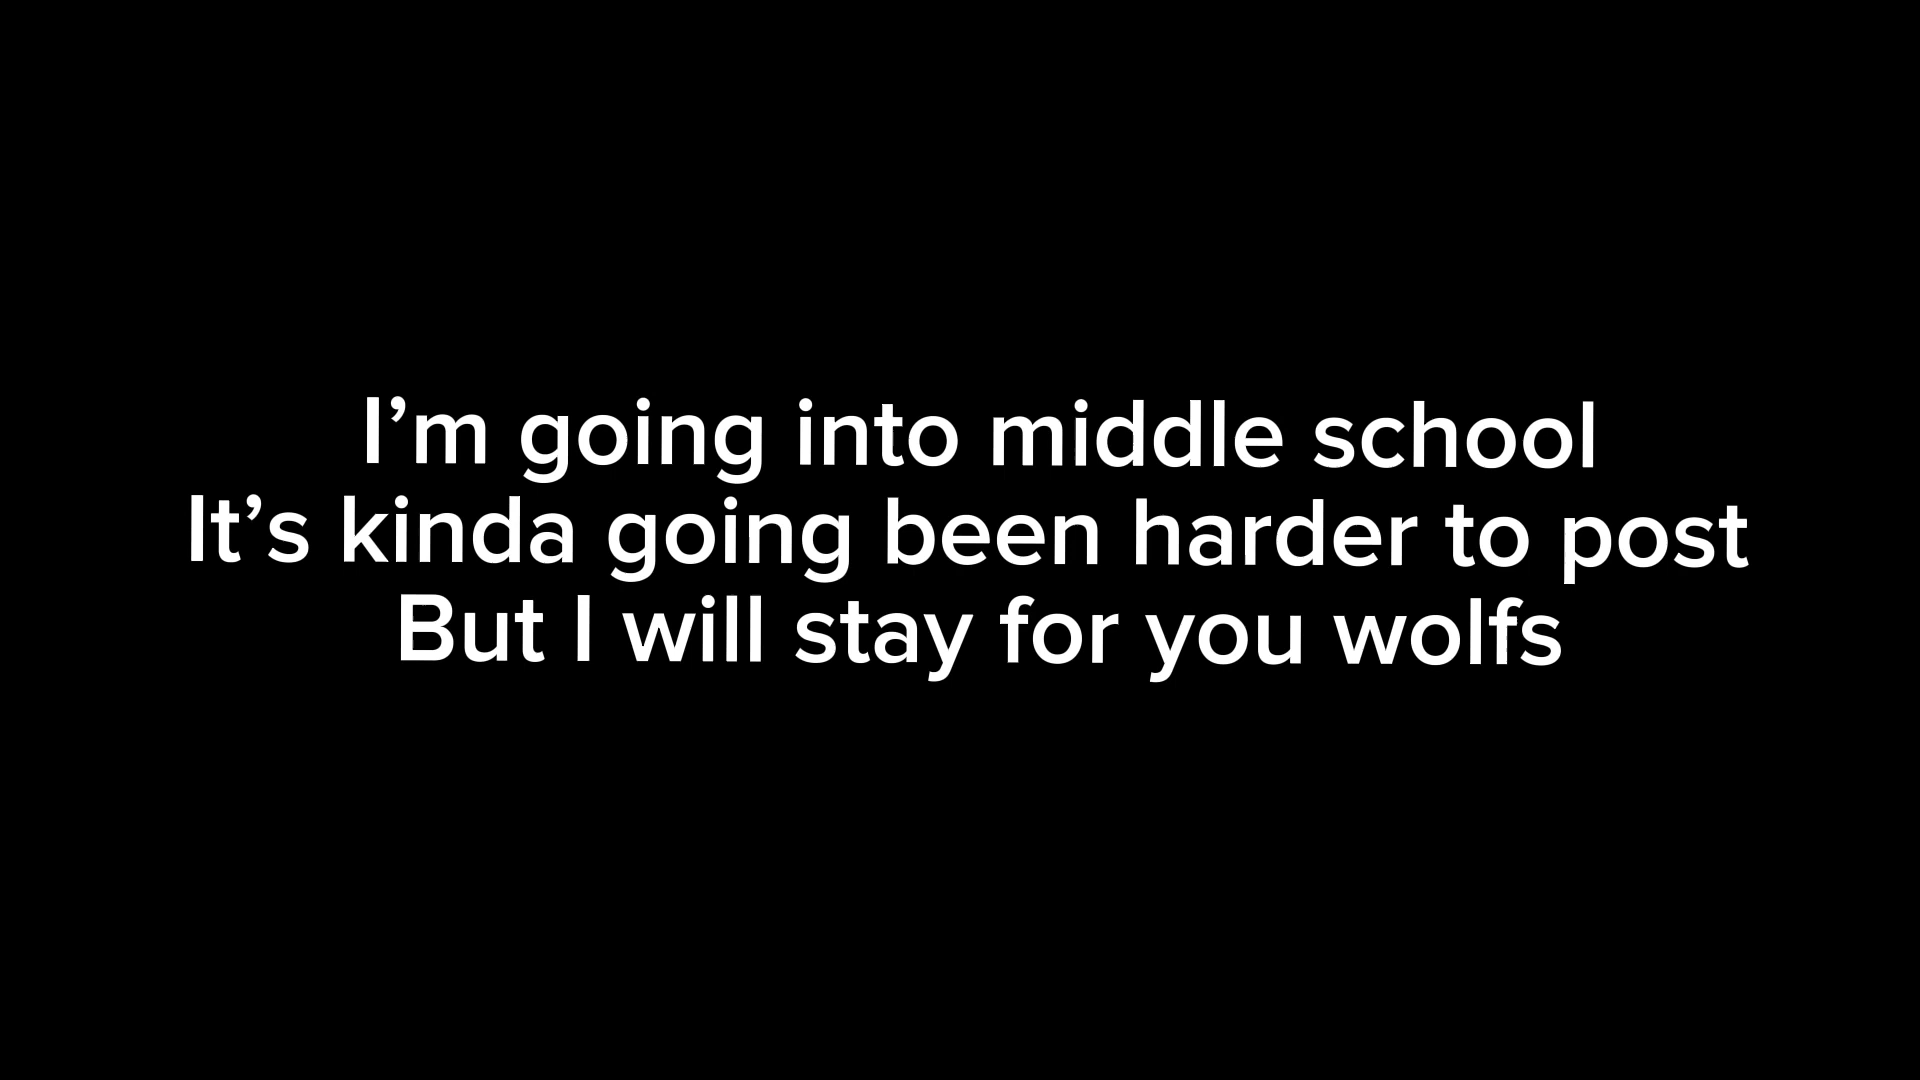 I’m going into middle school
It’s kinda going been harder to post
But I will stay for you wolfs